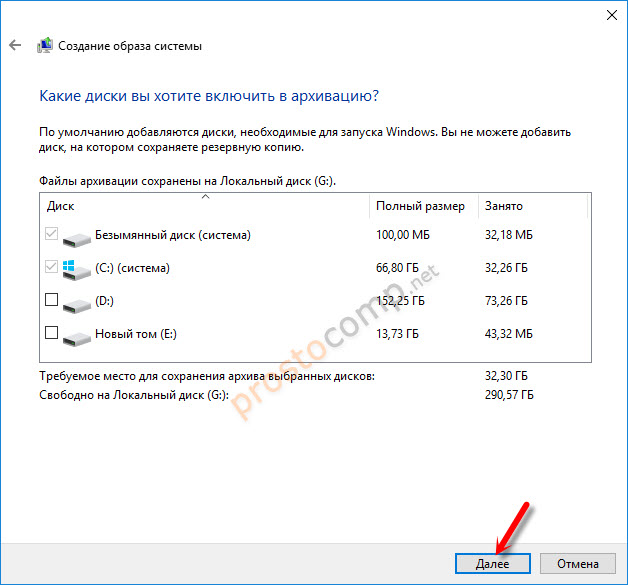 Создание образа системы
Какие диски вы хотите включить в архивацию?
По умолчанию добавляются диски, необходимые для запуска Windows. Вы не можете добавить
диск, на котором сохраняете резервную копию.
Файлы архивации сохранены на Локальный диск (G:).
Диск Полный размер Занято
Безымянный диск (система) 100,00 МБ 32,18 МБ
(C:) (система) 66,80 ГБ 32,26 ГБ
(D:) 152,25 ГБ 73,26 ГБ
Новый том (E:) 13,73 ГБ 43,32 МБ
Требуемое место для сохранения архива выбранных дисков: 32,30 ГБ
Свободно на Локальный диск (G:): 290,57 ГБ
prostocomp.net
Далее Отмена